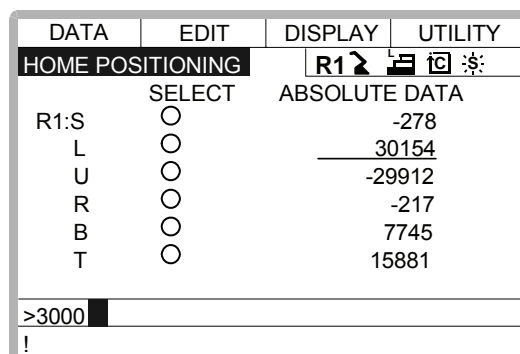 DATA EDIT DISPLAY UTILITY
HOME POSITIONING R1 L C S
SELECT ABSOLUTE DATA
R1:S -278
L 30154
U -29912
R -217
B 7745
T 15881
>3000
!